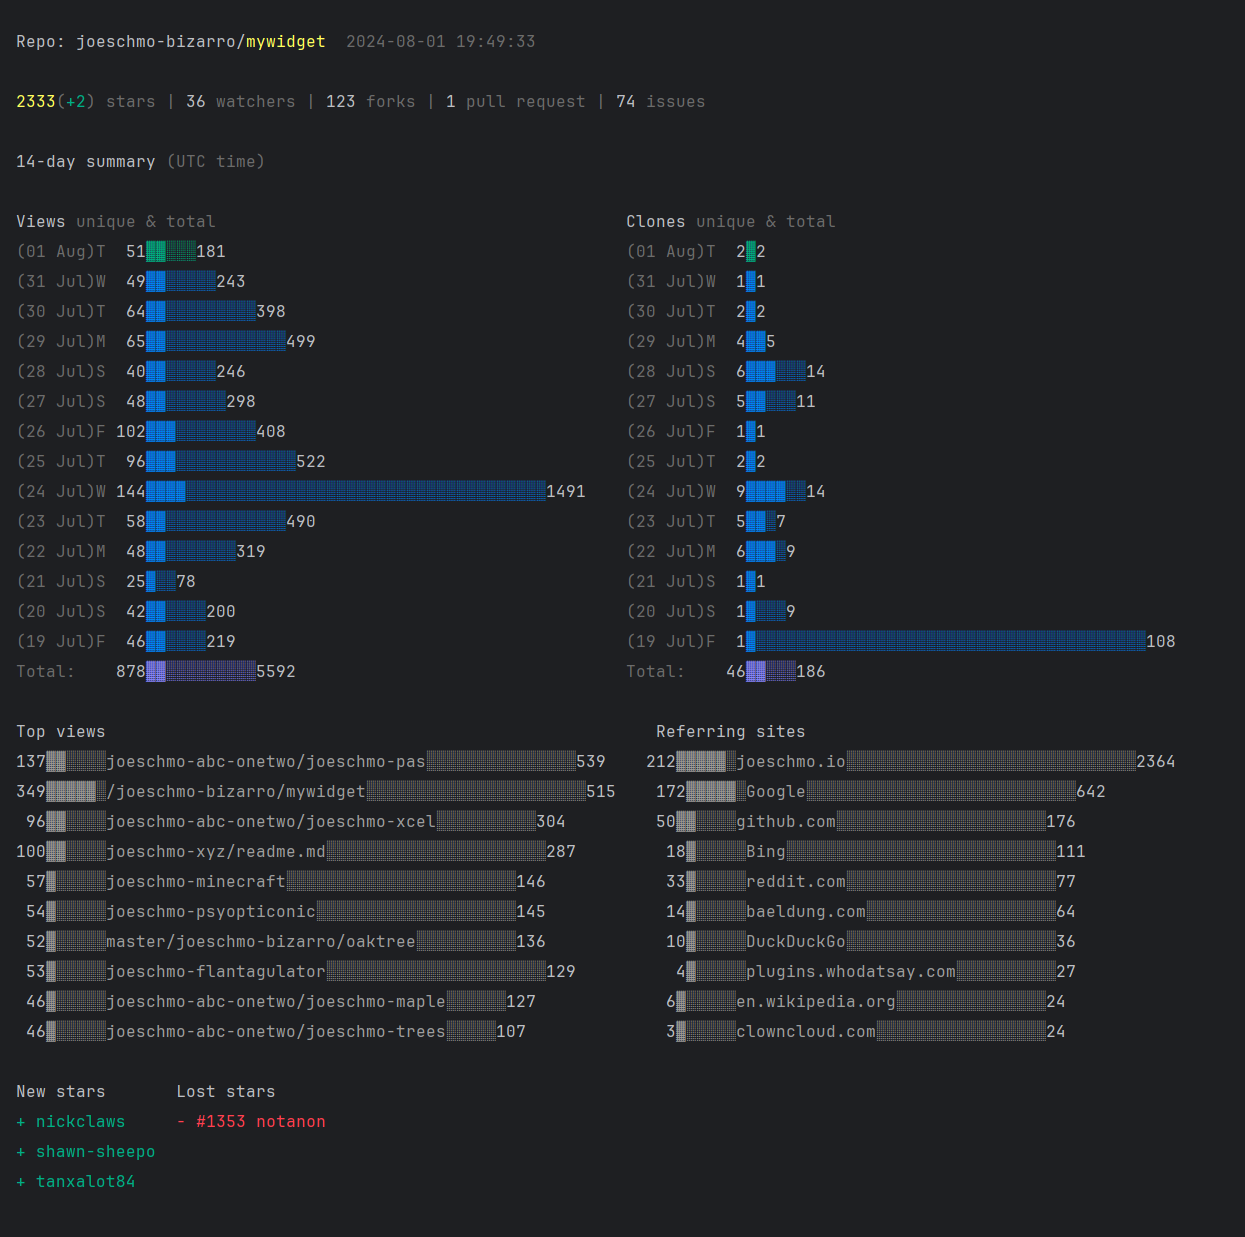 Repo: joeschmo-bizarro/mywidget 2024-08-01 19:49:33
2333(+2) stars | 36 watchers | 123 forks | 1 pull request | 74 issues
14-day summary (UTC time)
Views unique & total
(01 Aug)T 51 181
(31 Jul)W 49 243
(30 Jul)T 64 398
(29 Jul)M 65 499
(28 Jul)S 40 246
(27 Jul)S 48 298
(26 Jul)F 102 408
(25 Jul)T 96 522
(24 Jul)W 144 1491
(23 Jul)T 58 490
(22 Jul)M 48 319
(21 Jul)S 25 78
(20 Jul)S 42 200
(19 Jul)F 46 219
Total: 878 5592
Clones unique & total
(01 Aug)T 2 2
(31 Jul)W 1 1
(30 Jul)T 2 2
(29 Jul)M 4 5
(28 Jul)S 6 14
(27 Jul)S 5 11
(26 Jul)F 1 1
(25 Jul)T 2 2
(24 Jul)W 9 14
(23 Jul)T 5 7
(22 Jul)M 6 9
(21 Jul)S 1 1
(20 Jul)S 1 9
(19 Jul)F 1 108
Total: 46 186
Top views
137 joeschmo-abc-onetwo/joeschmo-pas 539
349 /joeschmo-bizarro/mywidget 515
96 joeschmo-abc-onetwo/joeschmo-xcel 304
100 joeschmo-xyz/readme.md 287
57 joeschmo-minecraft 146
54 joeschmo-psyopticonic 145
52 master/joeschmo-bizarro/oaktree 136
53 joeschmo-flantagulator 129
46 joeschmo-abc-onetwo/joeschmo-maple 127
46 joeschmo-abc-onetwo/joeschmo-trees 107
Referring sites
212 joeschmo.io 2364
172 Google 642
50 github.com 176
18 Bing 111
33 reddit.com 77
14 baeldung.com 64
10 DuckDuckGo 36
4 plugins.whodatsay.com 27
6 en.wikipedia.org 24
3 clowncloud.com 24
New stars
+ nickclaws
+ shawn-sheepo
+ tanxalot84
Lost stars
- #1353 notanon